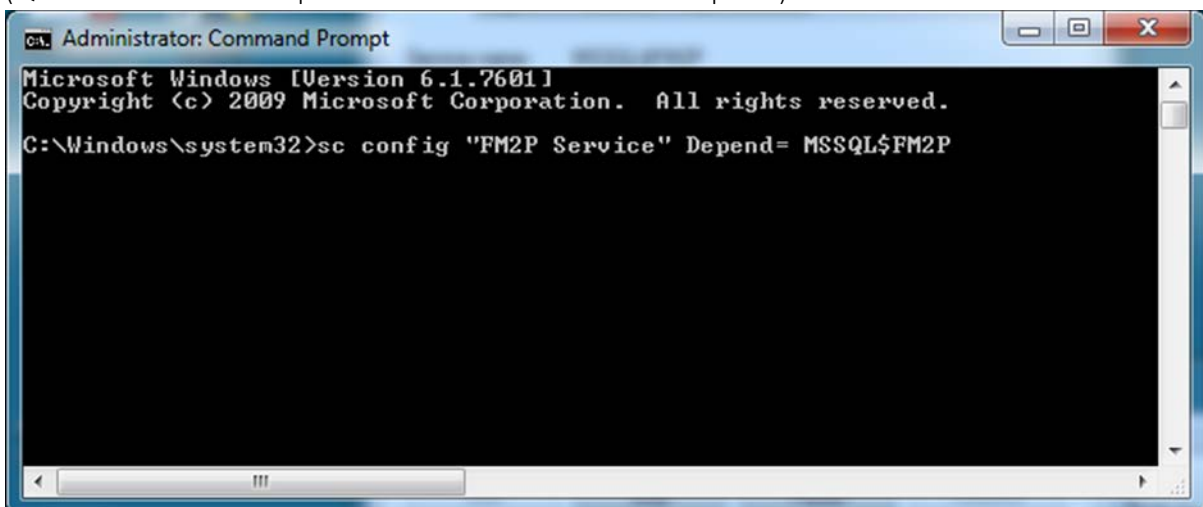 Administrator: Command Prompt
Microsoft Windows [Version 6.1.7601]
Copyright (c) 2009 Microsoft Corporation.  All rights reserved.
C:\Windows\system32>sc config "FM2P Service" Depend= MSSQL$FM2P